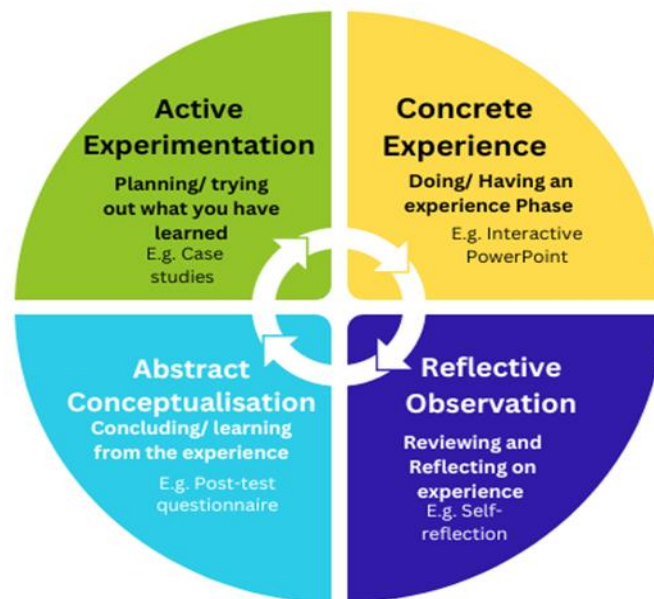 Active
Experimentation
Planning/ trying
out what you have
learned
E.g. Case
studies
Concrete
Experience
Doing/ Having an
experience Phase
E.g. Interactive
PowerPoint
Abstract
Conceptualisation
Concluding/ learning
from the experience
E.g. Post-test
questionnaire
Reflective
Observation
Reviewing and
Reflecting on
experience
E.g. Self-
reflection